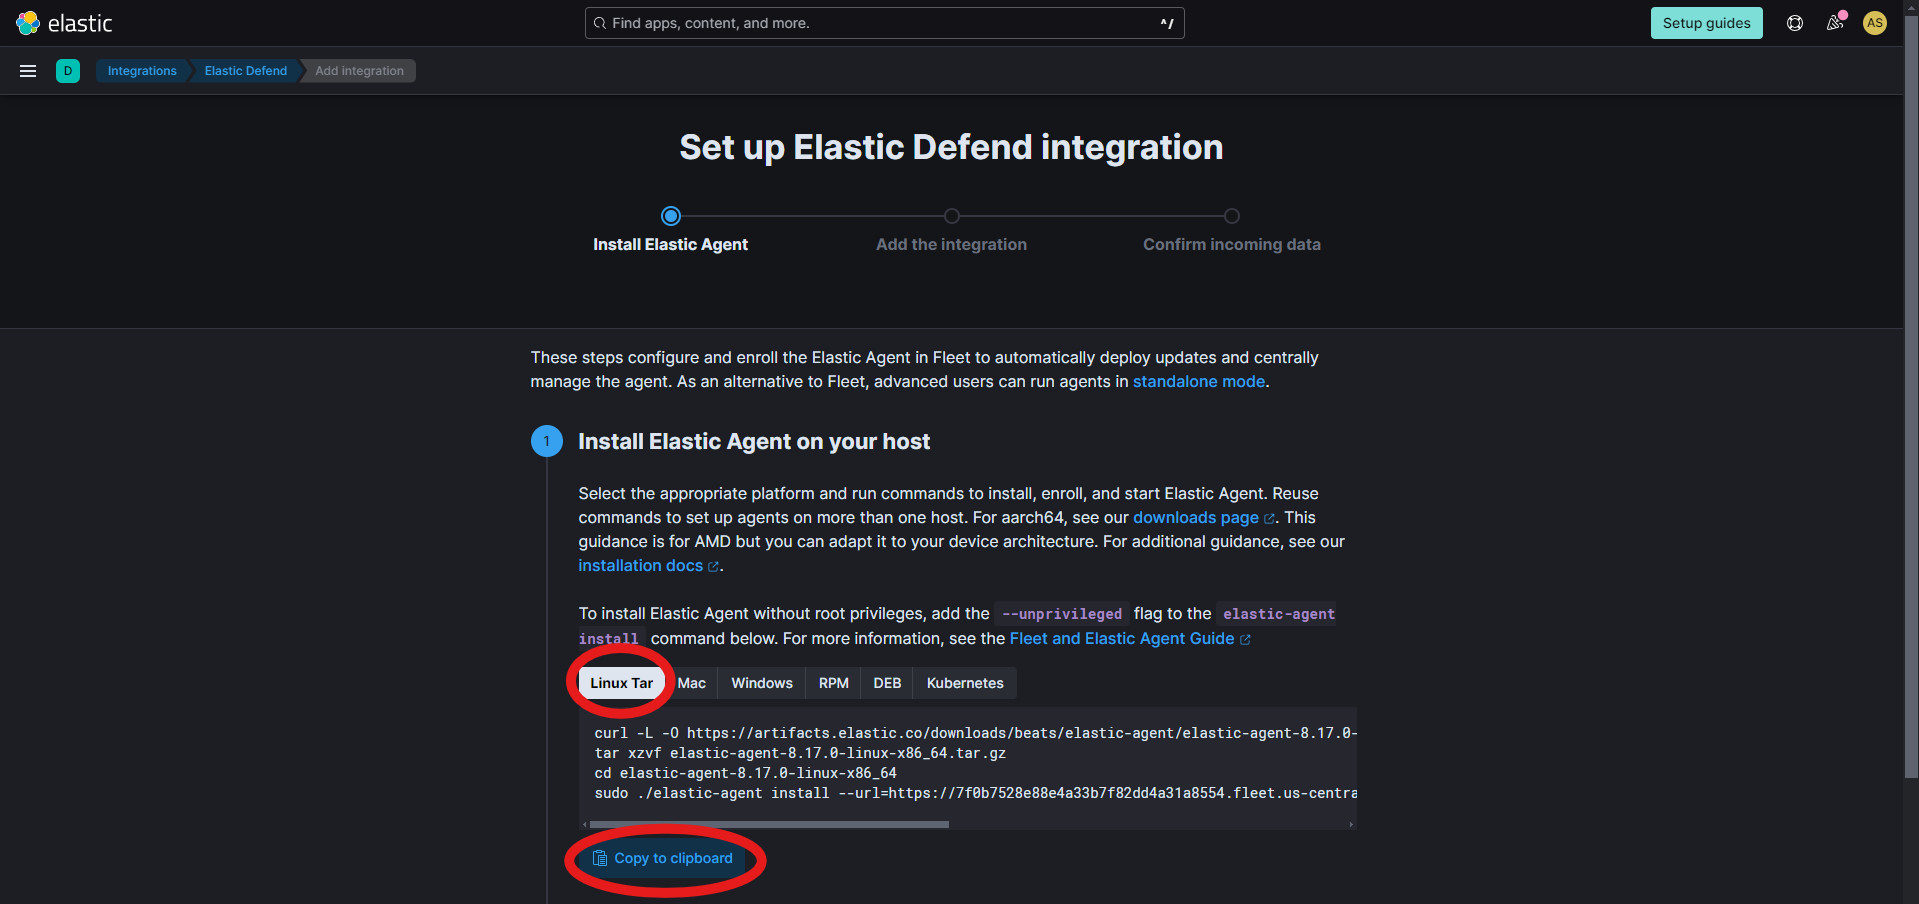 elastic
Find apps, content, and more.
^/
Setup guides
AS
D
Integrations
Elastic Defend
Add integration
Set up Elastic Defend integration
Install Elastic Agent
Add the integration
Confirm incoming data
These steps configure and enroll the Elastic Agent in Fleet to automatically deploy updates and centrally
manage the agent. As an alternative to Fleet, advanced users can run agents in standalone mode.
1
Install Elastic Agent on your host
Select the appropriate platform and run commands to install, enroll, and start Elastic Agent. Reuse
commands to set up agents on more than one host. For aarch64, see our downloads page. This
guidance is for AMD but you can adapt it to your device architecture. For additional guidance, see our
installation docs.
To install Elastic Agent without root privileges, add the --unprivileged flag to the elastic-agent
install command below. For more information, see the Fleet and Elastic Agent Guide
Linux Tar
Mac
Windows
RPM
DEB
Kubernetes
curl -L -O https://artifacts.elastic.co/downloads/beats/elastic-agent/elastic-agent-8.17.0-
tar xzvf elastic-agent-8.17.0-linux-x86_64.tar.gz
cd elastic-agent-8.17.0-linux-x86_64
sudo ./elastic-agent install --url=https://7f0b7528e88e4a33b7f82dd4a31a8554.fleet.us-centra
Copy to clipboard